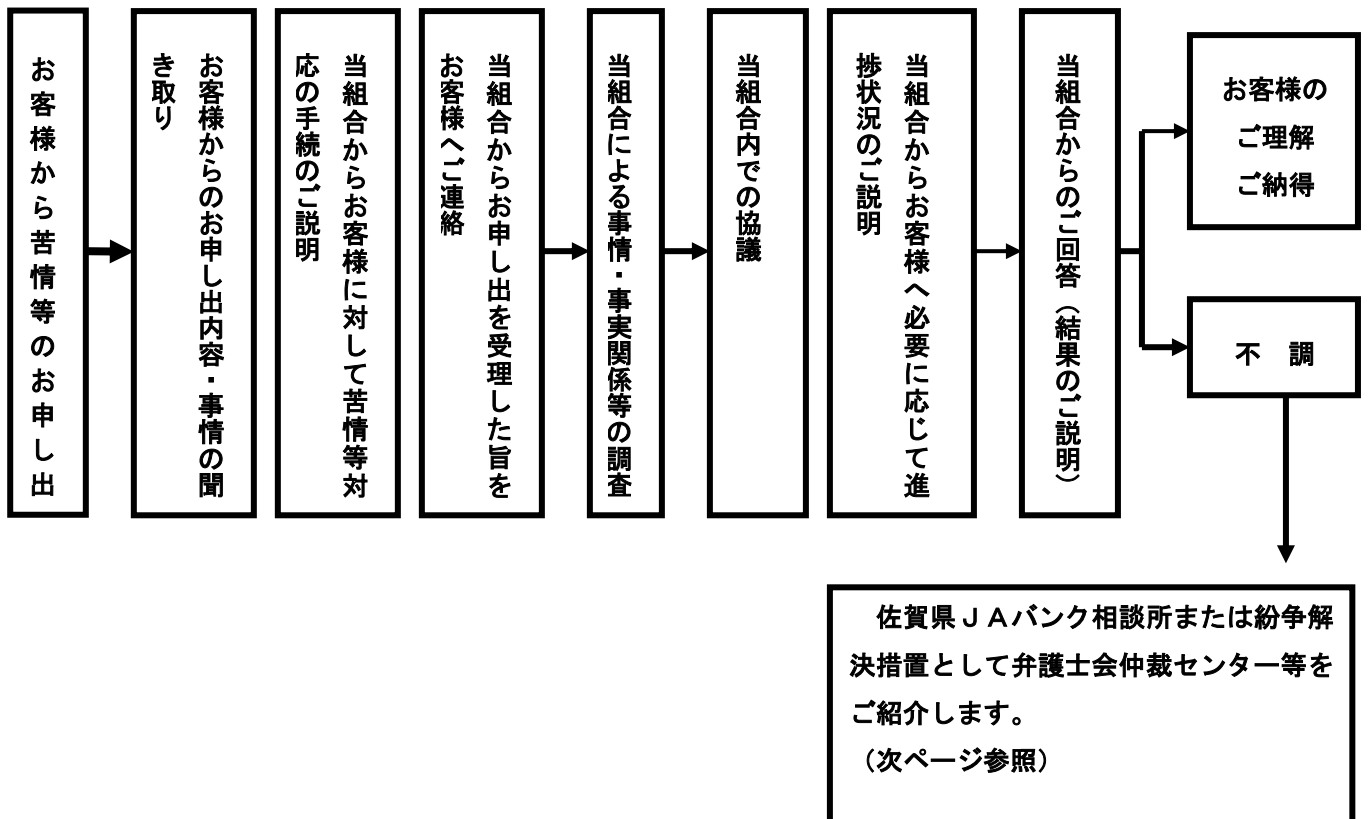 お客様から苦情等のお申し出
お客様からのお申し出内容・事情の聞
き取り
当組合からお客様に対して苦情等対
応の手続のご説明
当組合からお申し出を受理した旨を
お客様へご連絡
当組合による事情・事実関係等の調査
当組合内での協議
当組合からお客様へ必要に応じて進
捗状況のご説明
当組合からのご回答（結果のご説明）
お客様の
ご理解
ご納得
不　調
佐賀県ＪＡバンク相談所または紛争解
決措置として弁護士会仲裁センター等を
ご紹介します。
（次ページ参照）